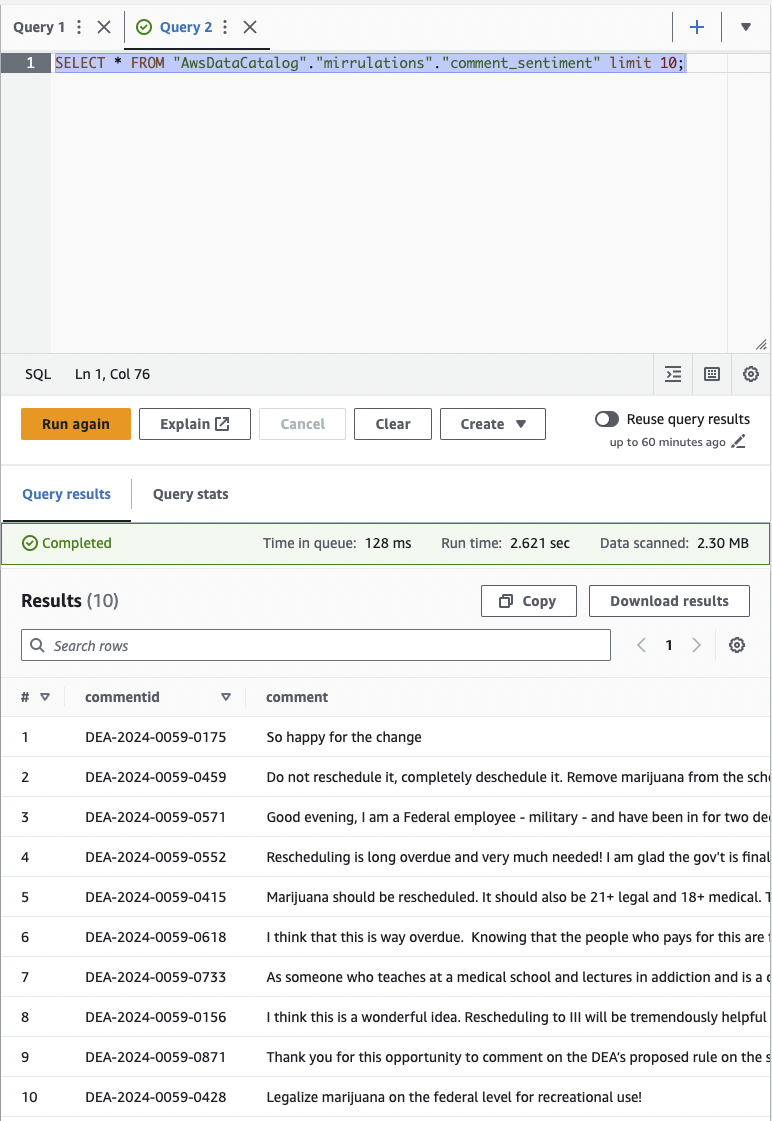 Query 1
Query 2
1 SELECT * FROM "AwsDataCatalog"."mirrulations"."comment_sentiment" limit 10;
SQL Ln 1, Col 76
Run again Explain Cancel Clear Create Reuse query results
up to 60 minutes ago
Query results Query stats
Completed Time in queue: 128 ms Run time: 2.621 sec Data scanned: 2.30 MB
Results (10) Copy Download results
Search rows 1
# commentid comment
1 DEA-2024-0059-0175 So happy for the change
2 DEA-2024-0059-0459 Do not reschedule it, completely deschedule it. Remove marijuana from the
3 DEA-2024-0059-0571 Good evening, I am a Federal employee - military - and have been in for two
4 DEA-2024-0059-0552 Rescheduling is long overdue and very much needed! I am glad the gov't is
5 DEA-2024-0059-0415 Marijuana should be rescheduled. It should also be 21+ legal and 18+ medical.
6 DEA-2024-0059-0618 I think that this is way overdue. Knowing that the people who pays for this are
7 DEA-2024-0059-0733 As someone who teaches at a medical school and lectures in addiction and is a
8 DEA-2024-0059-0156 I think this is a wonderful idea. Rescheduling to III will be tremendously helpful
9 DEA-2024-0059-0871 Thank you for this opportunity to comment on the DEA's proposed rule on the
10 DEA-2024-0059-0428 Legalize marijuana on the federal level for recreational use!